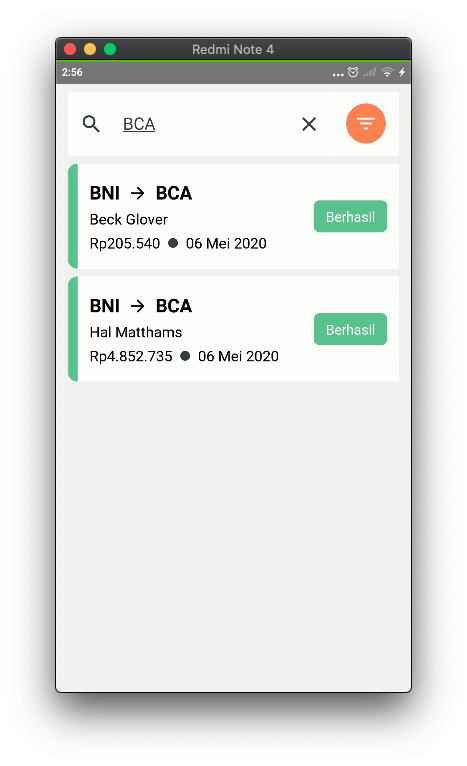 Redmi Note 4
2:56
BCA
BNI → BCA
Beck Glover
Rp205.540 ● 06 Mei 2020
Berhasil
BNI → BCA
Hal Matthams
Rp4.852.735 ● 06 Mei 2020
Berhasil